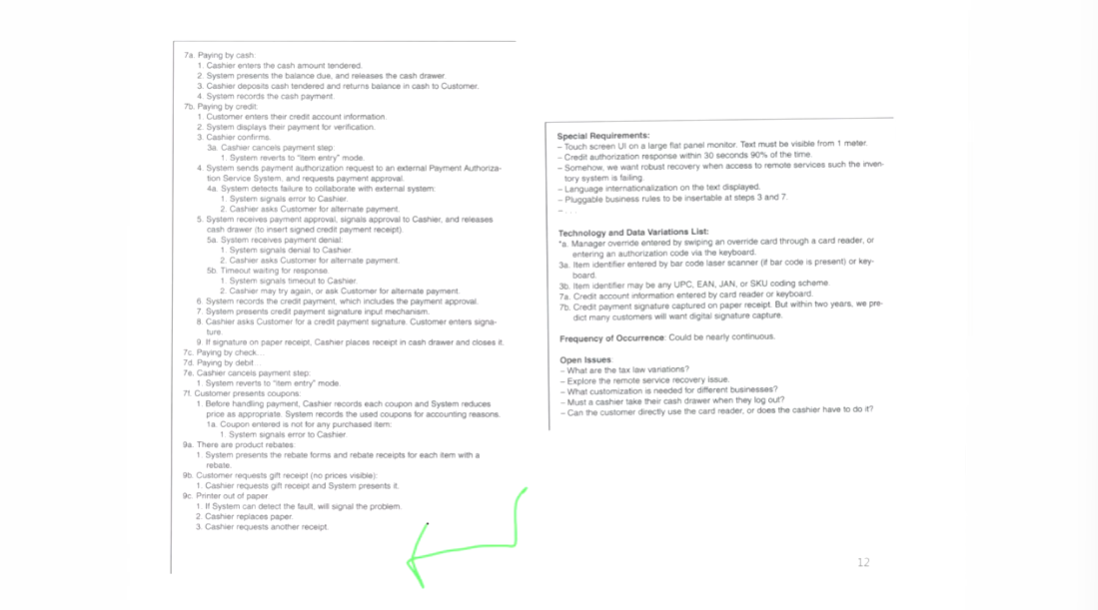 7a. Paying by cash:
1. Cashier enters the cash amount tendered.
2. System presents the balance due, and releases the cash drawer.
3. Cashier deposits cash tendered and returns balance in cash to Customer.
4. System records the cash payment.
7b. Paying by credit:
1. Customer enters their credit account information.
2. System displays their payment for verification.
3. Cashier confirms.
3a. Cashier cancels payment step:
1. System reverts to "item entry" mode.
4. System sends payment authorization request to an external Payment Authoriza-
tion Service System, and requests payment approval.
4a. System detects failure to collaborate with external system:
1. System signals error to Cashier.
2. Cashier asks Customer for alternate payment.
5. System receives payment approval, signals approval to Cashier, and releases
cash drawer (to insert signed credit payment receipt).
5a. System receives payment denial:
1. System signals denial to Cashier.
2. Cashier asks Customer for alternate payment.
5b. Timeout waiting for response.
1. System signals timeout to Cashier.
2. Cashier may try again, or ask Customer for alternate payment.
6. System records the credit payment, which includes the payment approval.
7. System presents credit payment signature input mechanism.
8. Cashier asks Customer for a credit payment signature. Customer enters signa-
ture.
9. If signature on paper receipt, Cashier places receipt in cash drawer and closes it.
7c. Paying by check...
7d. Paying by debit...
7e. Cashier cancels payment step:
1. System reverts to "item entry" mode.
7f. Customer presents coupons:
1. Before handling payment, Cashier records each coupon and System reduces
price as appropriate. System records the used coupons for accounting reasons.
1a. Coupon entered is not for any purchased item:
1. System signals error to Cashier.
9a. There are product rebates:
1. System presents the rebate forms and rebate receipts for each item with a
rebate.
9b. Customer requests gift receipt (no prices visible):
1. Cashier requests gift receipt and System presents it.
9c. Printer out of paper.
1. If System can detect the fault, will signal the problem.
2. Cashier replaces paper.
3. Cashier requests another receipt.
Special Requirements:
– Touch screen UI on a large flat panel monitor. Text must be visible from 1 meter.
– Credit authorization response within 30 seconds 90% of the time.
– Somehow, we want robust recovery when access to remote services such the inven-
tory system is failing.
– Language internationalization on the text displayed.
– Pluggable business rules to be insertable at steps 3 and 7.
– . . .
Technology and Data Variations List:
*a. Manager override entered by swiping an override card through a card reader, or
entering an authorization code via the keyboard.
3a. Item identifier entered by bar code laser scanner (if bar code is present) or key-
board.
3b. Item identifier may be any UPC, EAN, JAN, or SKU coding scheme.
7a. Credit account information entered by card reader or keyboard.
7b. Credit payment signature captured on paper receipt. But within two years, we pre-
dict many customers will want digital signature capture.
Frequency of Occurrence: Could be nearly continuous.
Open Issues:
– What are the tax law variations?
– Explore the remote service recovery issue.
– What customization is needed for different businesses?
– Must a cashier take their cash drawer when they log out?
– Can the customer directly use the card reader, or does the cashier have to do it?
12